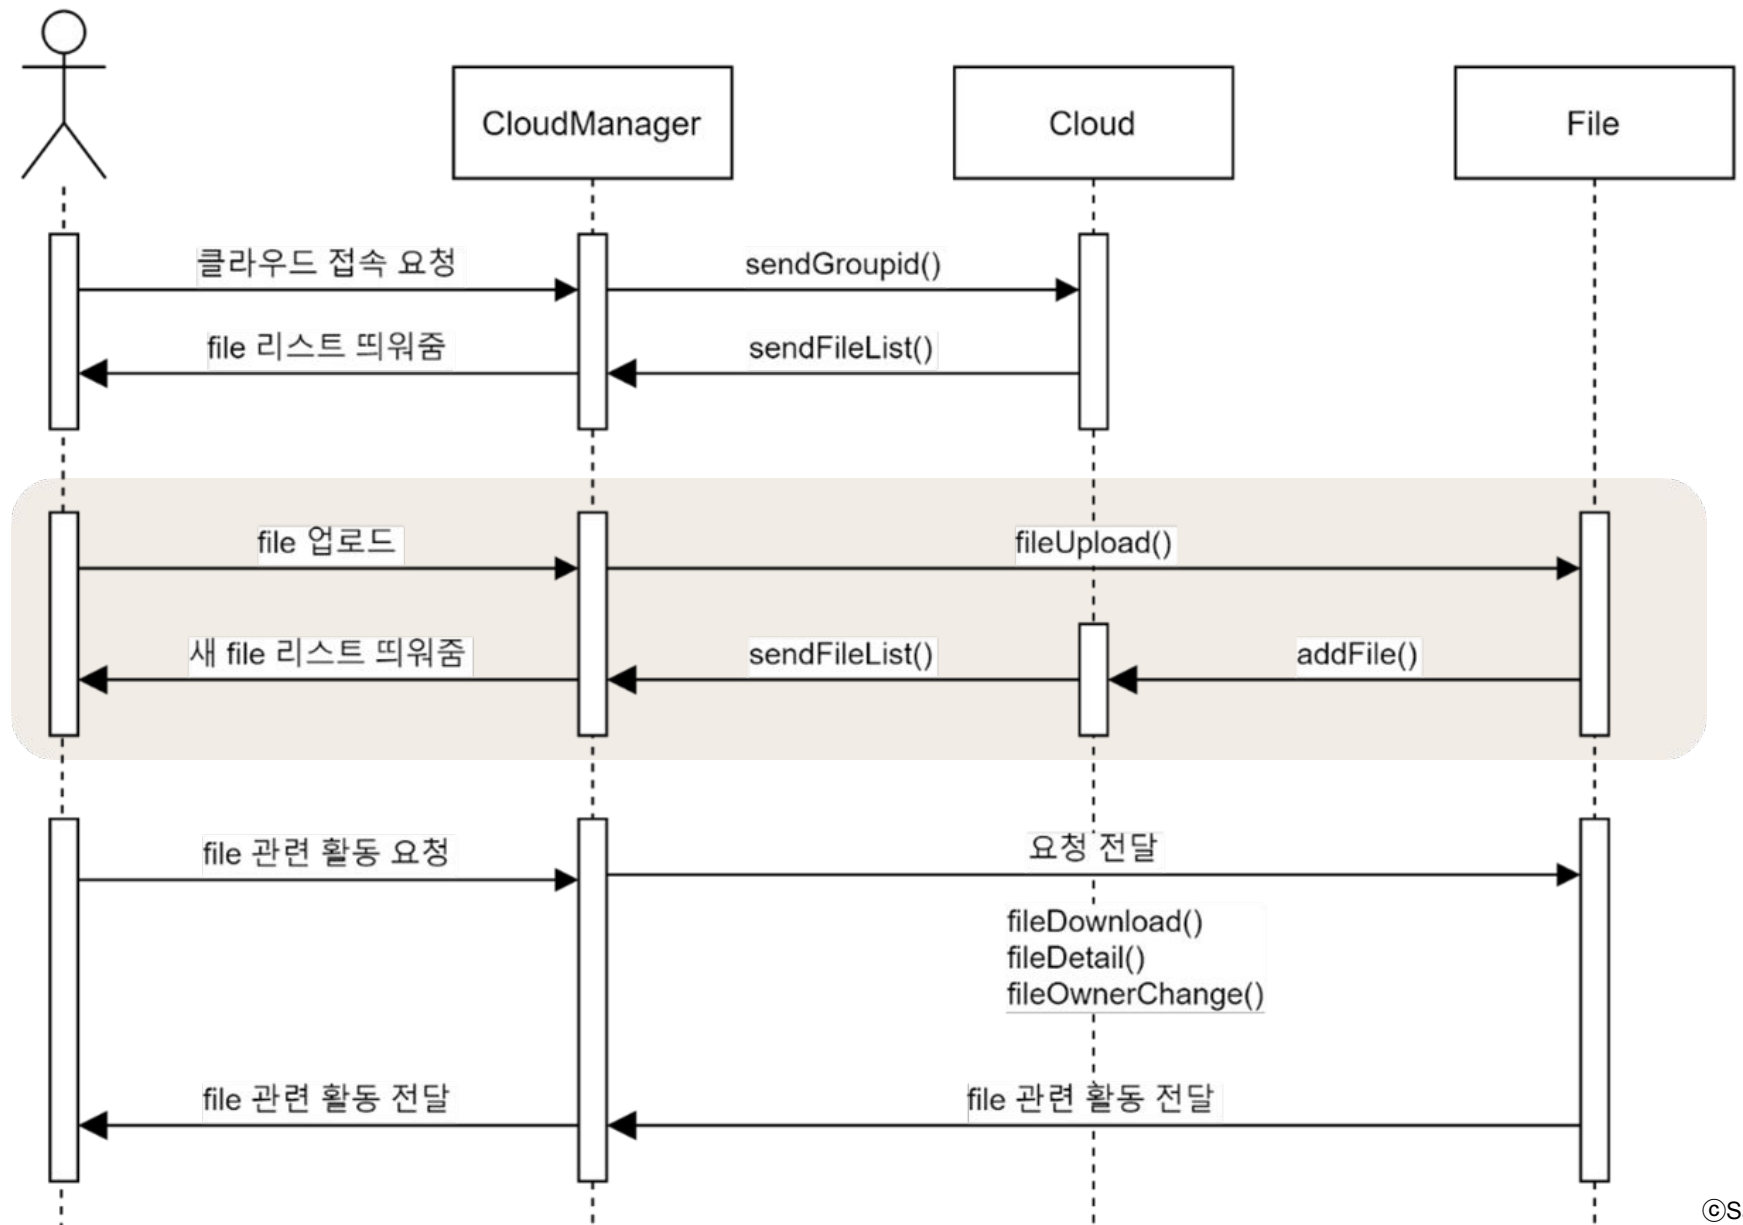 CloudManager
Cloud
File
클라우드 접속 요청
sendGroupid()
file 리스트 띄워줌
sendFileList()
file 업로드
fileUpload()
새 file 리스트 띄워줌
sendFileList()
addFile()
file 관련 활동 요청
요청 전달
fileDownload()
fileDetail()
fileOwnerChange()
file 관련 활동 전달
file 관련 활동 전달
ⓒS